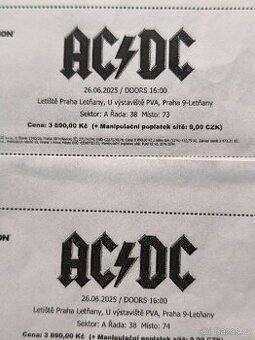 AC⚡DC
26.06.2025 / DOORS 16:00
Letiště Praha Letňany, U výstaviště PVA, Praha 9-Letňany
Sektor: A Řada: 38 Místo: 73
Cena: 3 890,00 Kč (+ Manipulační poplatek sítě: 9,00 CZK)
AC⚡DC
26.06.2025 / DOORS 16:00
Letiště Praha Letňany, U výstaviště PVA, Praha 9-Letňany
Sektor: A Řada: 38 Místo: 74
Cena: 3 890,00 Kč (+ Manipulační poplatek sítě: 9,00 CZK)